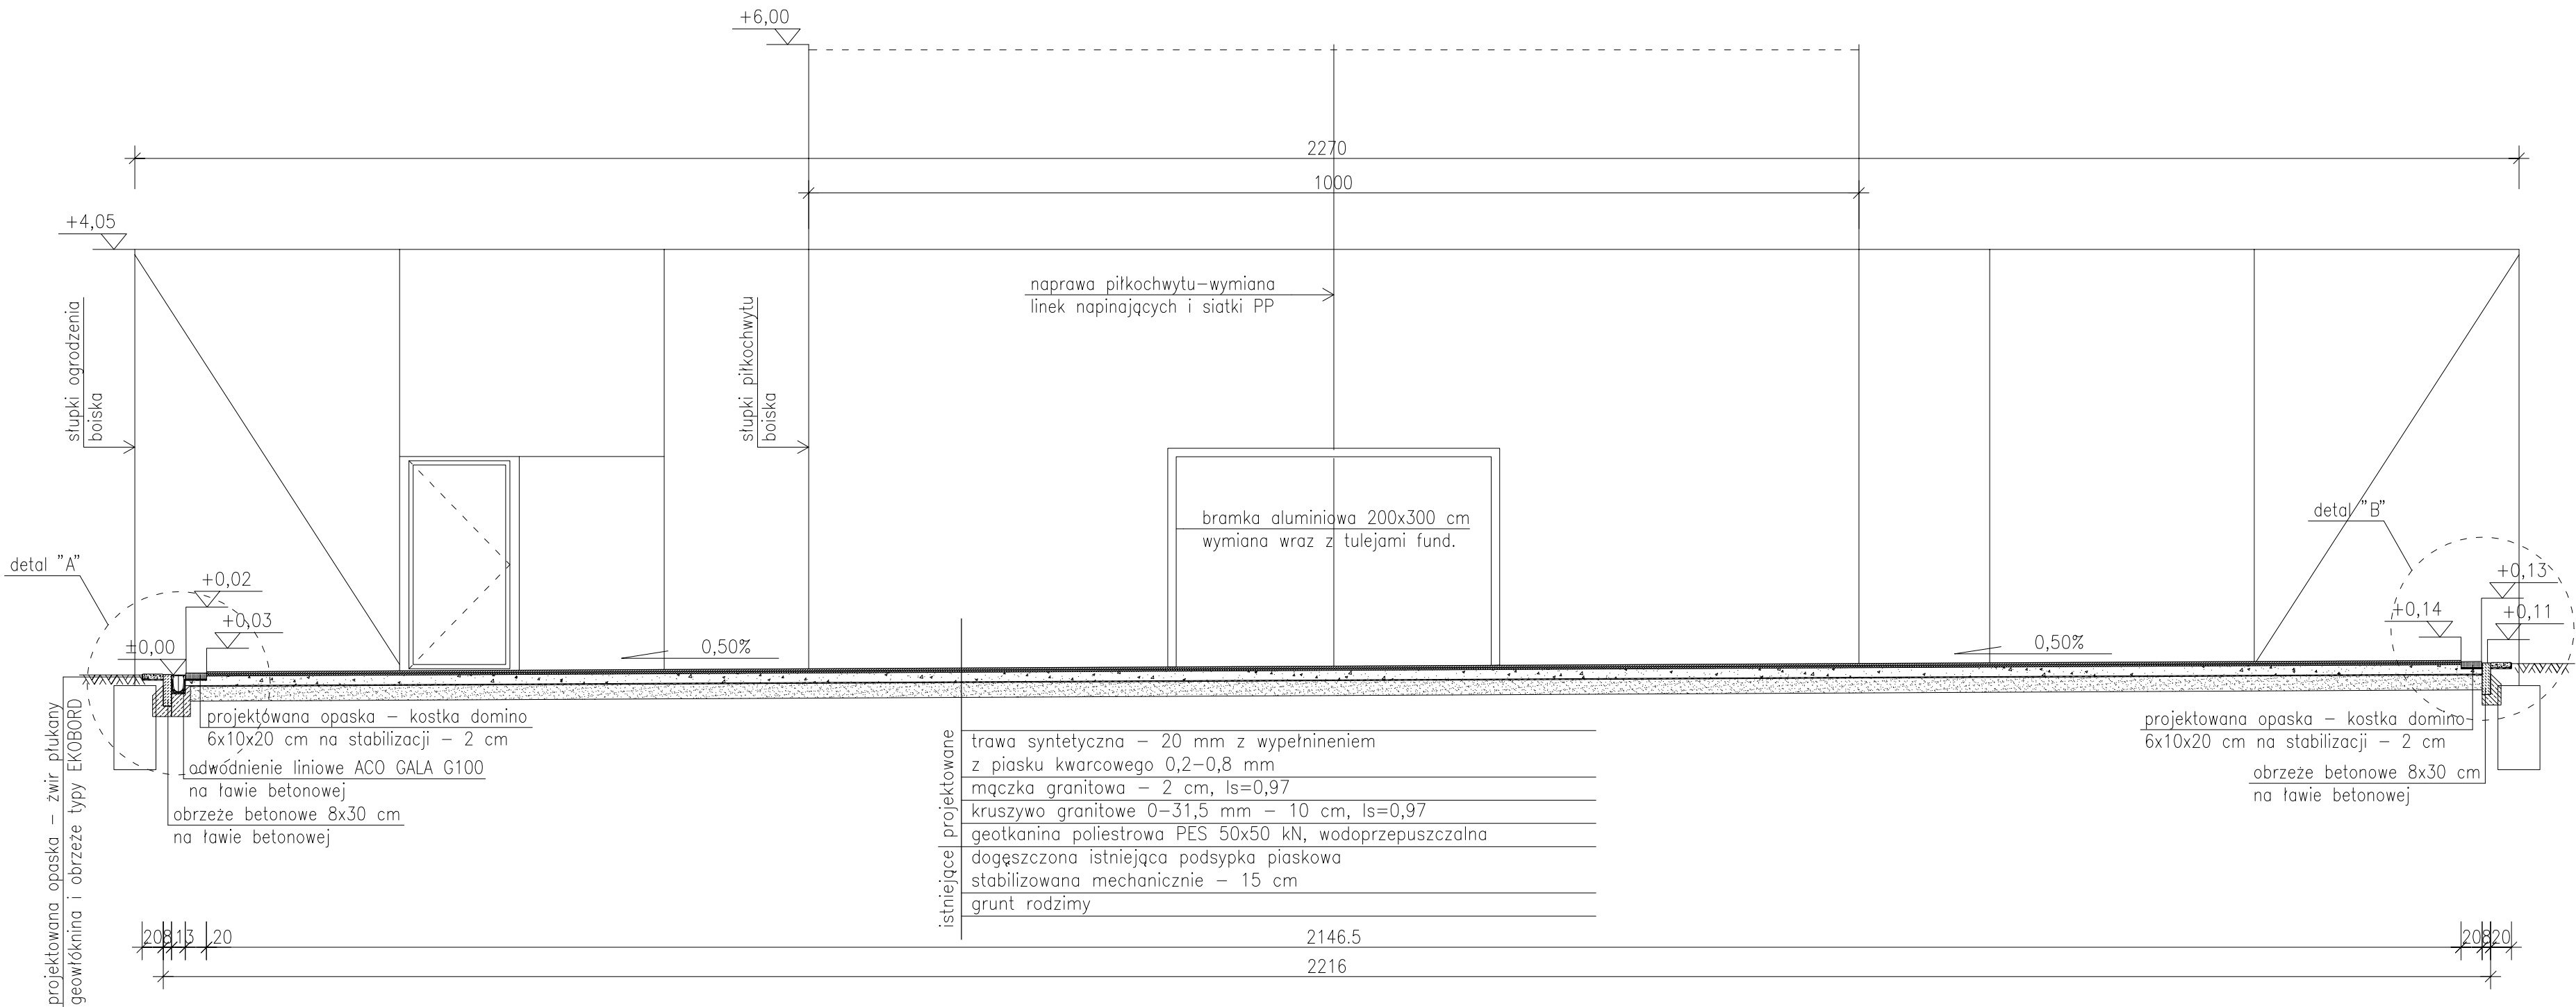 +6,00
2270
1000
+4,05
słupki ogrodzenia
boiska
słupki piłkochwytu
boiska
naprawa piłkochwytu–wymiana
linek napinających i siatki PP
bramka aluminiowa 200x300 cm
wymiana wraz z tulejami fund.
detal "A"
detal "B"
+0,02
+0,03
±0,00
0,50%
0,50%
+0,13
+0,14
+0,11
projektowana opaska – żwir płukany
geowłóknina i obrzeże typy EKOBORD
projektowana opaska – kostka domino
6x10x20 cm na stabilizacji – 2 cm
odwodnienie liniowe ACO GALA G100
na ławie betonowej
obrzeże betonowe 8x30 cm
na ławie betonowej
projektowane
istniejące
trawa syntetyczna – 20 mm z wypełnineniem
z piasku kwarcowego 0,2–0,8 mm
mączka granitowa – 2 cm, Is=0,97
kruszywo granitowe 0–31,5 mm – 10 cm, Is=0,97
geotkanina poliestrowa PES 50x50 kN, wodoprzepuszczalna
dogęszczona istniejąca podsypka piaskowa
stabilizowana mechanicznie – 15 cm
grunt rodzimy
projektowana opaska – kostka domino
6x10x20 cm na stabilizacji – 2 cm
obrzeże betonowe 8x30 cm
na ławie betonowej
20 8 13 20
2146.5
20 8 20
2216